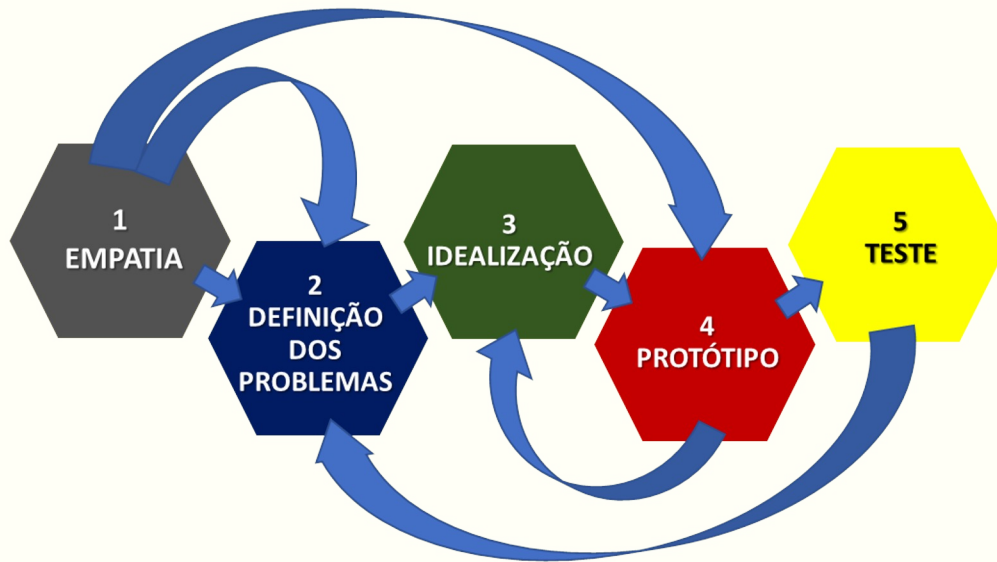 1
EMPATIA
2
DEFINIÇÃO
DOS
PROBLEMAS
3
IDEALIZAÇÃO
4
PROTÓTIPO
5
TESTE